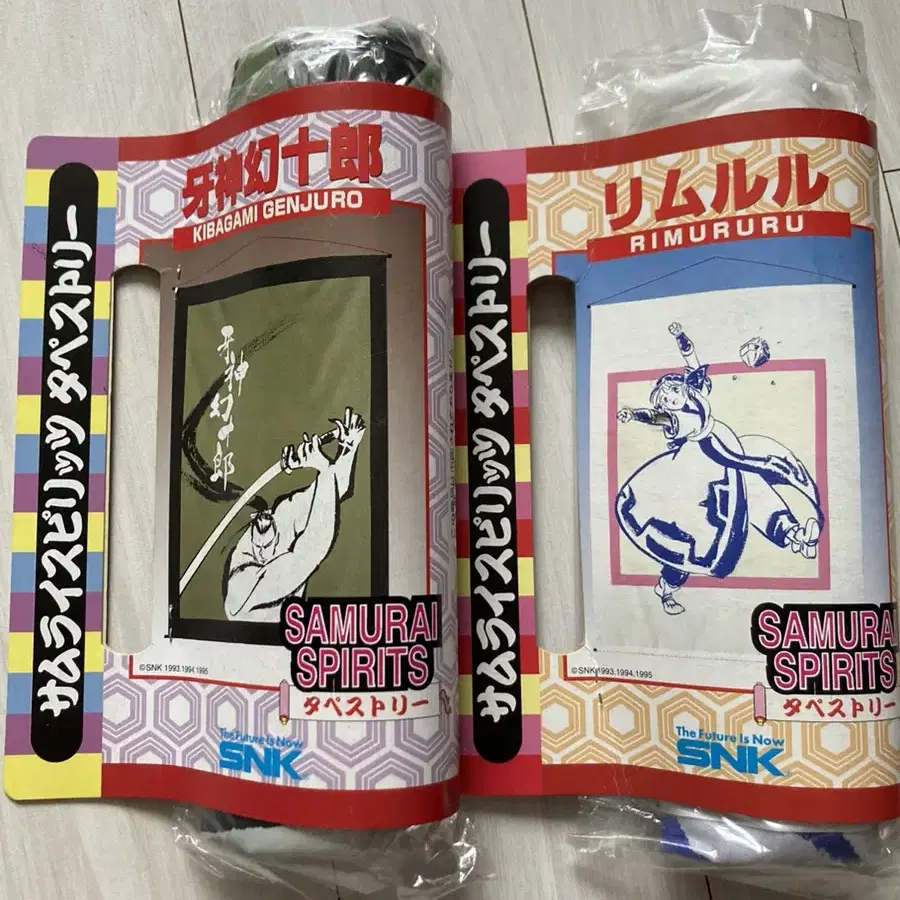 サムライスピリッツ タペストリー
牙神幻十郎
KIBAGAMI GENJURO
牙神幻十郎
©SNK 1993.1994.1995
SAMURAI
SPIRITS
タペストリー
The Future Is Now
SNK
サムライスピリッツ タペストリー
リムルル
RIMURURU
©SNK 1993.1994.1995
SAMURAI
SPIRITS
タペストリー
The Future Is Now
SNK